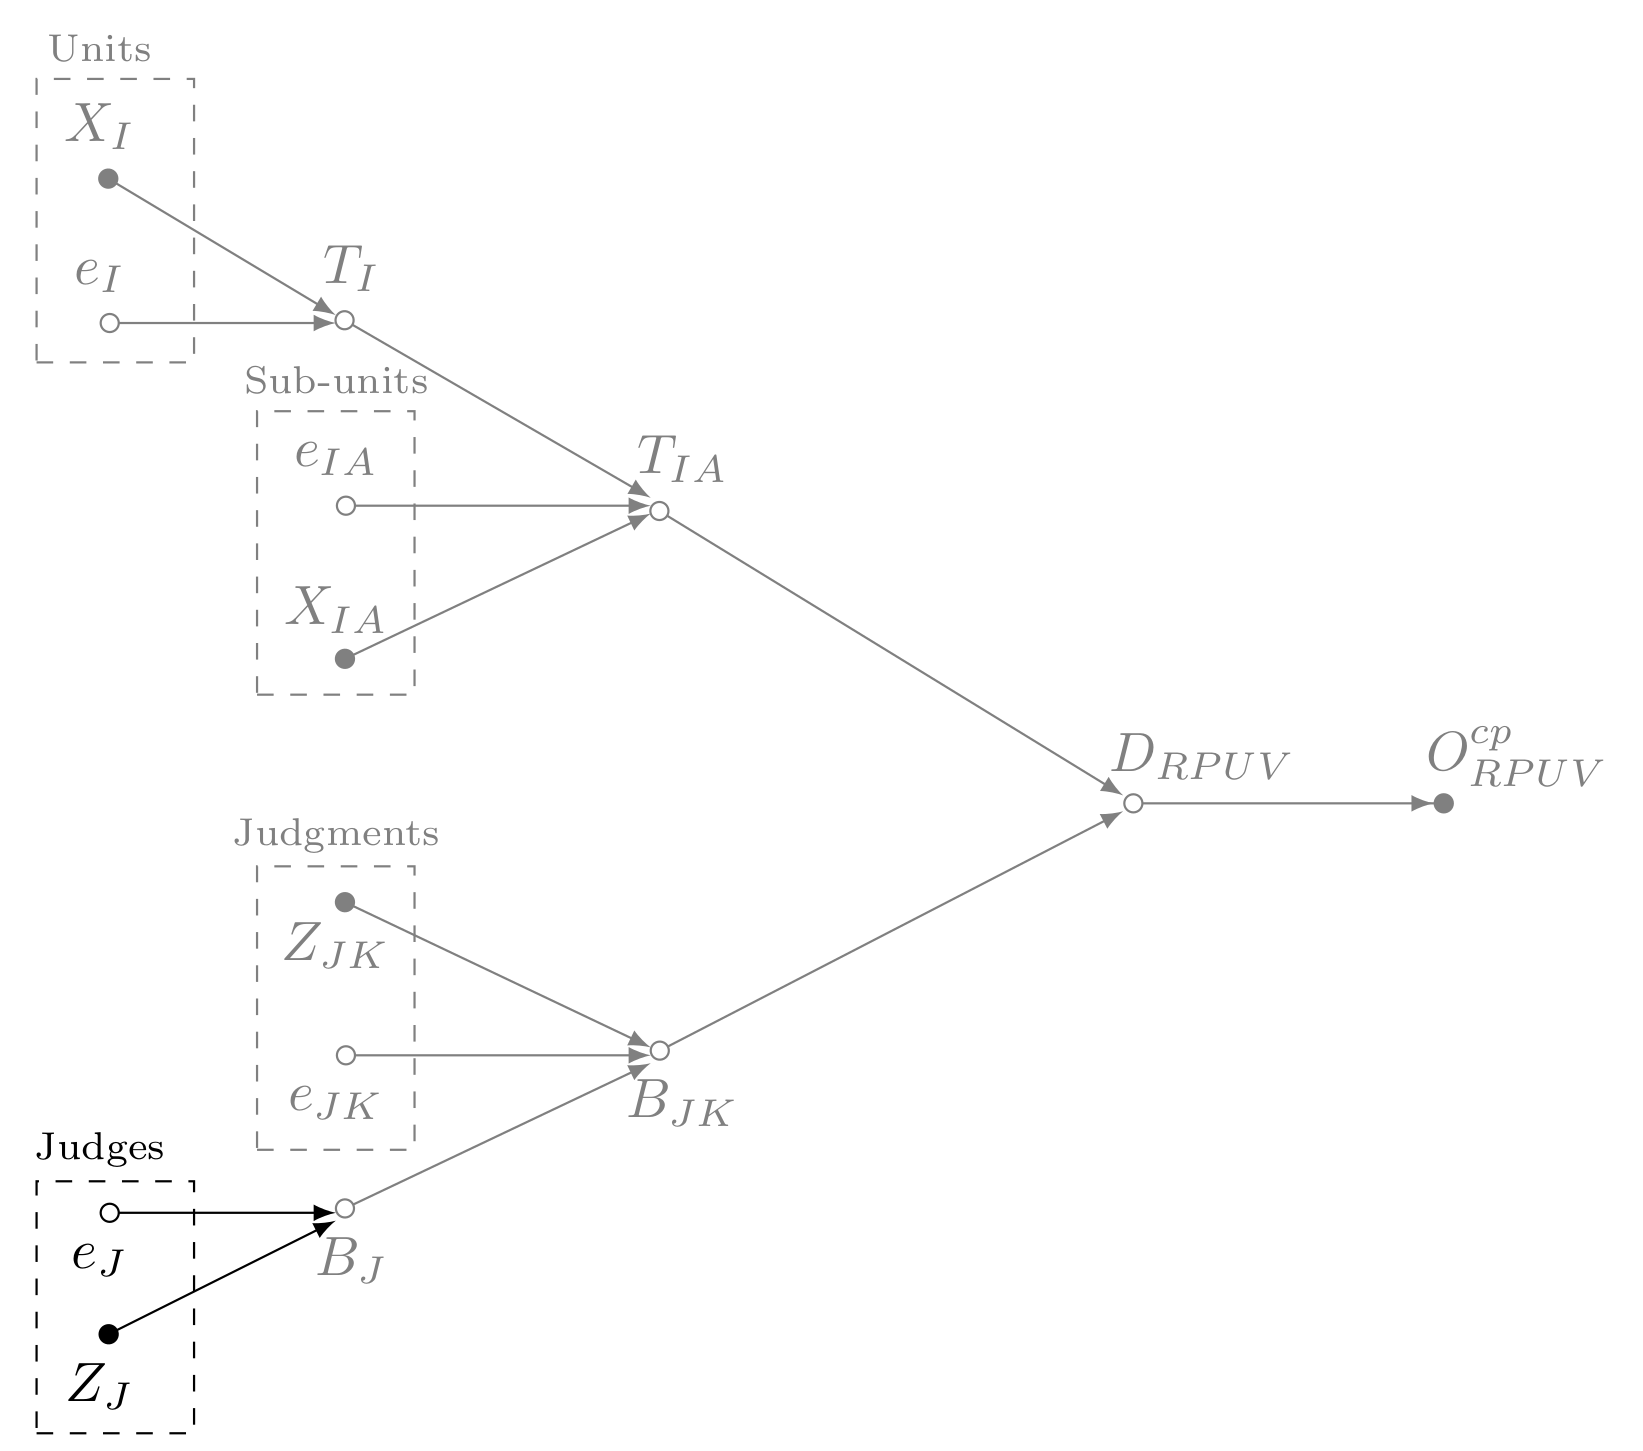 Units
X_I
e_I
T_I
Sub-units
e_{IA}
T_{IA}
X_{IA}
D_{RPUV}
O^{cp}_{RPUV}
Judgments
Z_{JK}
e_{JK}
B_{JK}
Judges
e_J
B_J
Z_J